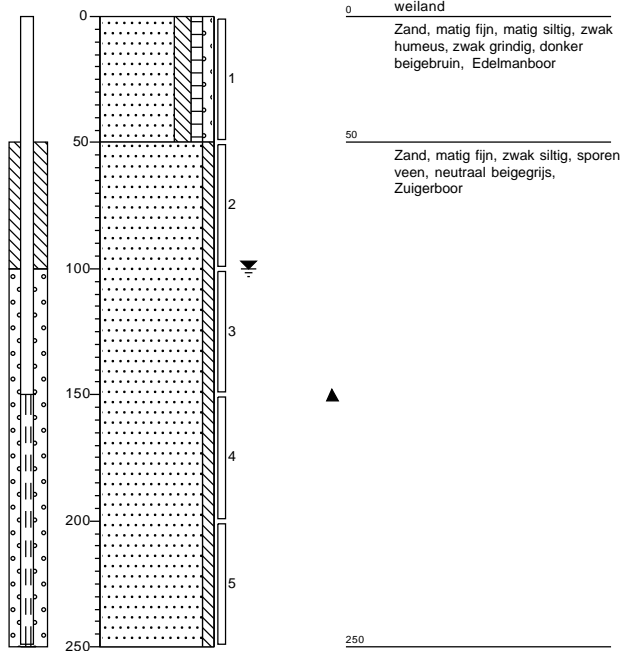 0
50
100
150
200
250
1
2
3
4
5
0
weiland
Zand, matig fijn, matig siltig, zwak
humeus, zwak grindig, donker
beigebruin, Edelmanboor
50
Zand, matig fijn, zwak siltig, sporen
veen, neutraal beigegrijs,
Zuigerboor
250